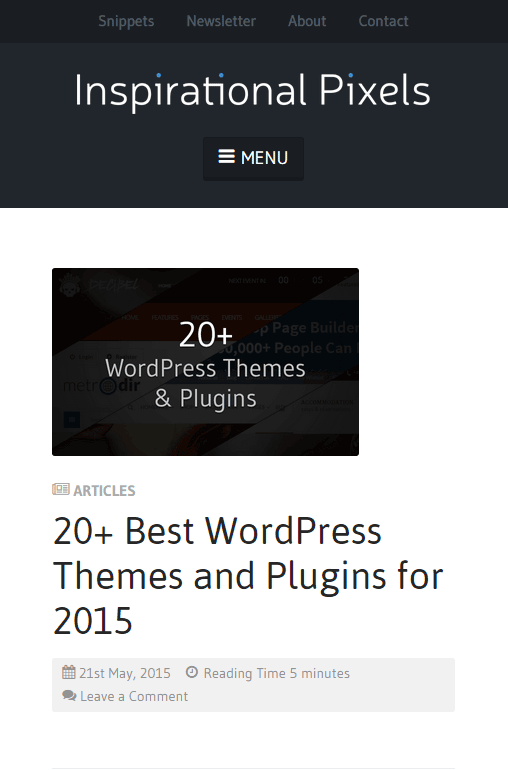 Snippets Newsletter About Contact
Inspirational Pixels
MENU
20+
WordPress Themes
& Plugins
metrodir
ARTICLES
20+ Best WordPress
Themes and Plugins for
2015
21st May, 2015 Reading Time 5 minutes
Leave a Comment